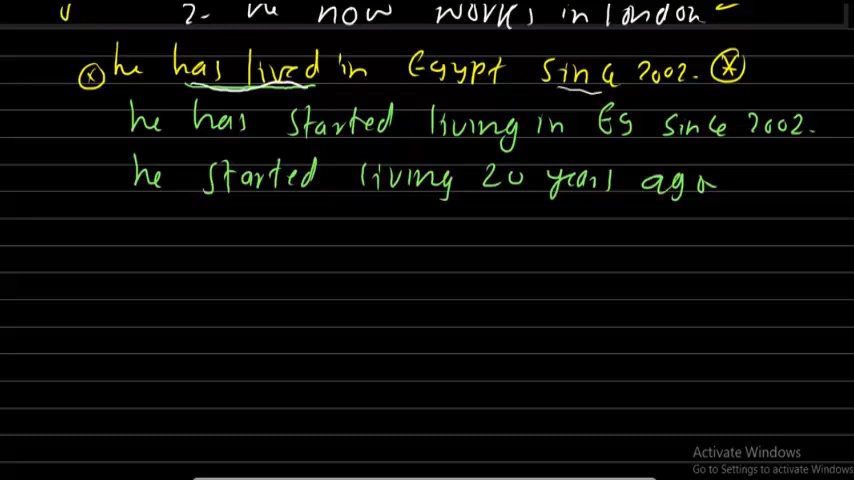 2- he now works in london
he has lived in Egypt since 2002.
he has started living in Eg since 2002.
he started living 20 years ago
Activate Windows
Go to Settings to activate Windows